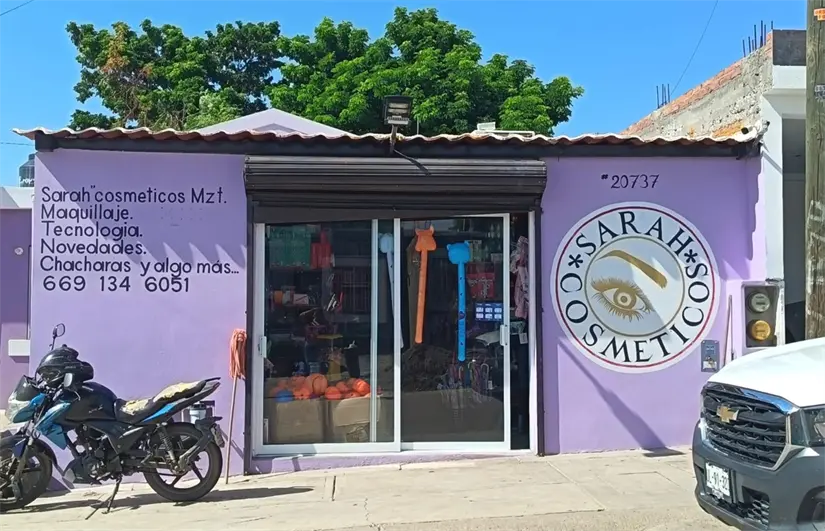 Sarah" cosmeticos Mzt.
Maquillaje.
Tecnologia.
Novedades.
Chacharas y algo más...
669 134 6051
#20737
*SARAH*
COSMETICOS